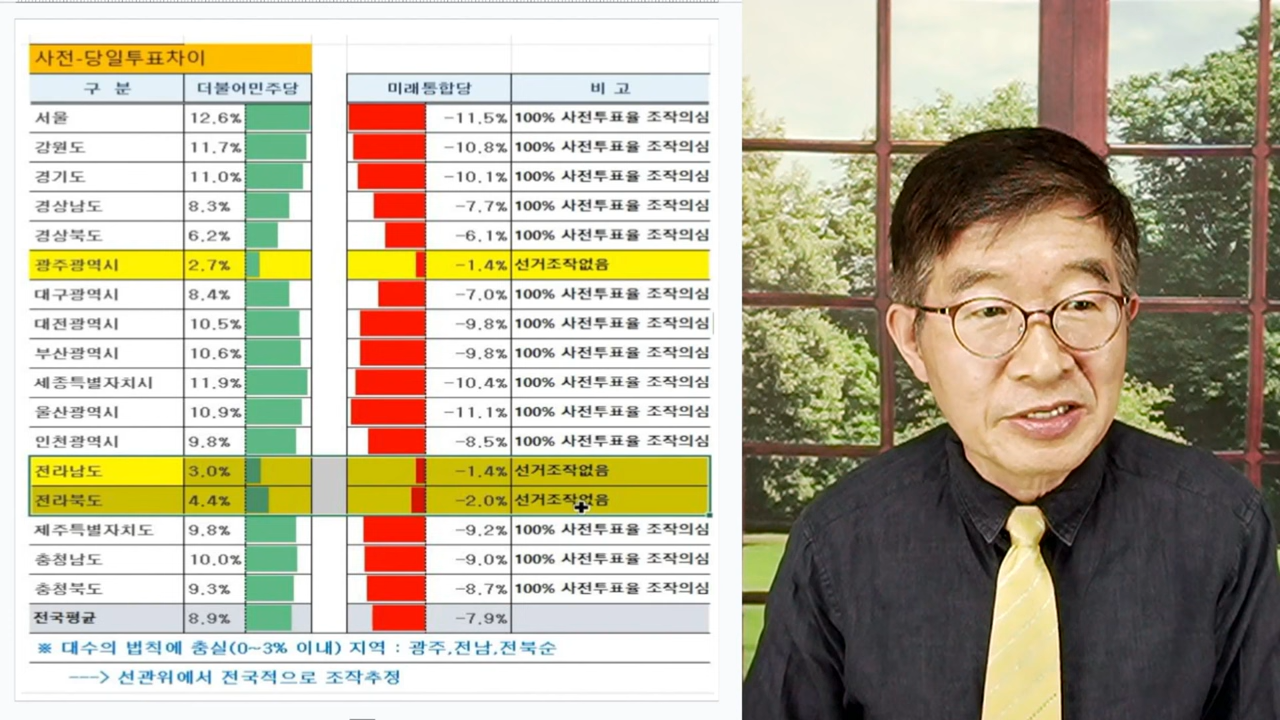 사전-당일투표차이
구 분 더불어민주당 미래통합당 비 고
서울 12.6% -11.5% 100% 사전투표율 조작의심
강원도 11.7% -10.8% 100% 사전투표율 조작의심
경기도 11.0% -10.1% 100% 사전투표율 조작의심
경상남도 8.3% -7.7% 100% 사전투표율 조작의심
경상북도 6.2% -6.1% 100% 사전투표율 조작의심
광주광역시 2.7% -1.4% 선거조작없음
대구광역시 8.4% -7.0% 100% 사전투표율 조작의심
대전광역시 10.5% -9.8% 100% 사전투표율 조작의심
부산광역시 10.6% -9.8% 100% 사전투표율 조작의심
세종특별자치시 11.9% -10.4% 100% 사전투표율 조작의심
울산광역시 10.9% -11.1% 100% 사전투표율 조작의심
인천광역시 9.8% -8.5% 100% 사전투표율 조작의심
전라남도 3.0% -1.4% 선거조작없음
전라북도 4.4% -2.0% 선거조작없음
제주특별자치도 9.8% -9.2% 100% 사전투표율 조작의심
충청남도 10.0% -9.0% 100% 사전투표율 조작의심
충청북도 9.3% -8.7% 100% 사전투표율 조작의심
전국평균 8.9% -7.9%
※ 대수의 법칙에 충실(0~3% 이내) 지역 : 광주,전남,전북순
---> 선관위에서 전국적으로 조작추정